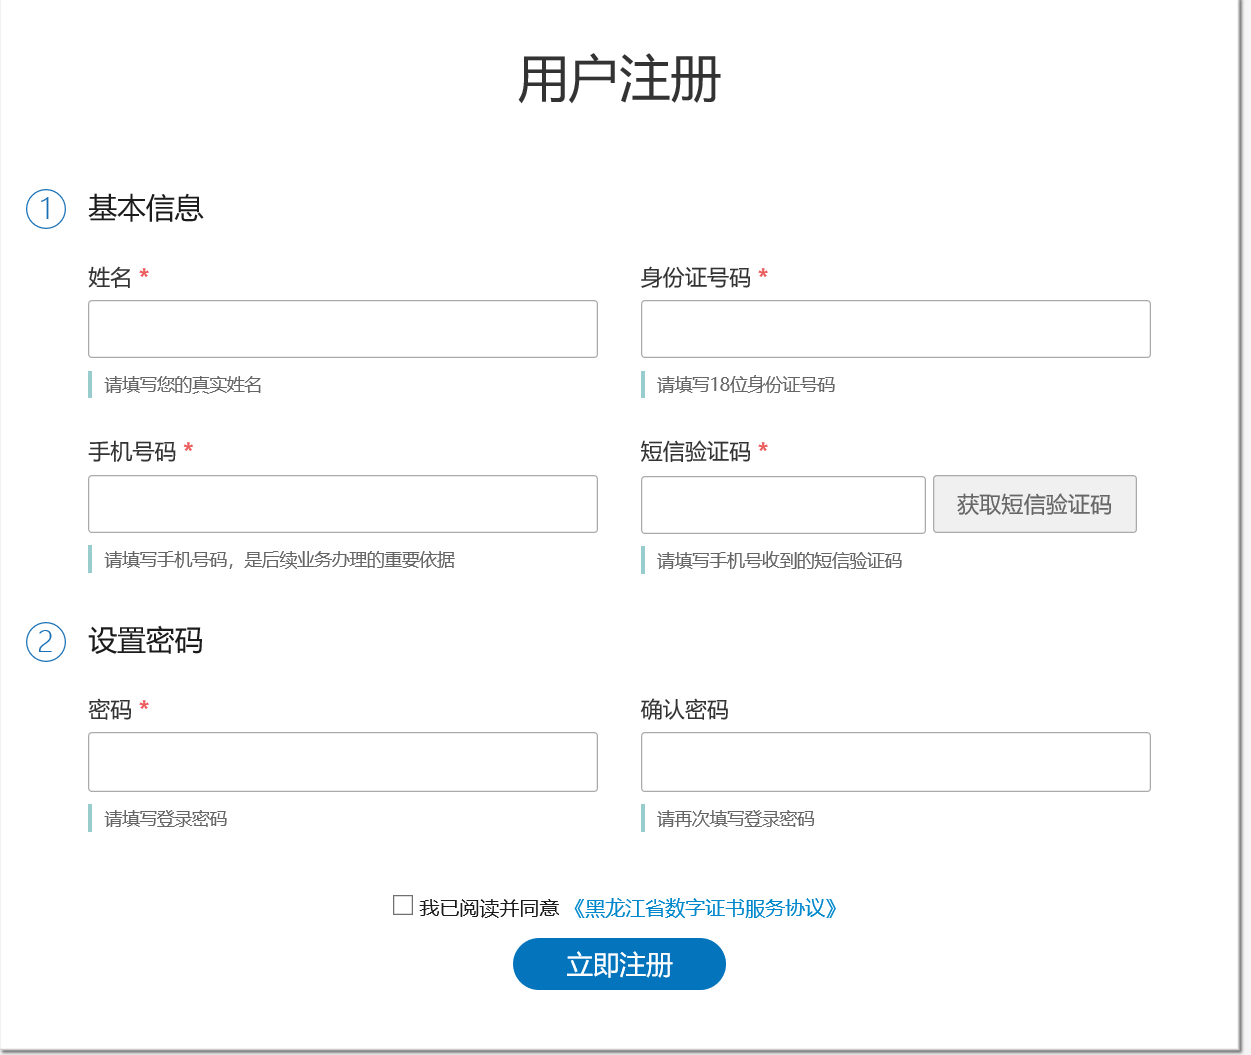 用户注册
1 基本信息
姓名 * 身份证号码 *
请填写您的真实姓名 请填写18位身份证号码
手机号码 * 短信验证码 *
获取短信验证码
请填写手机号码，是后续业务办理的重要依据 请填写手机号收到的短信验证码
2 设置密码
密码 * 确认密码
请填写登录密码 请再次填写登录密码
我已阅读并同意《黑龙江省数字证书服务协议》
立即注册